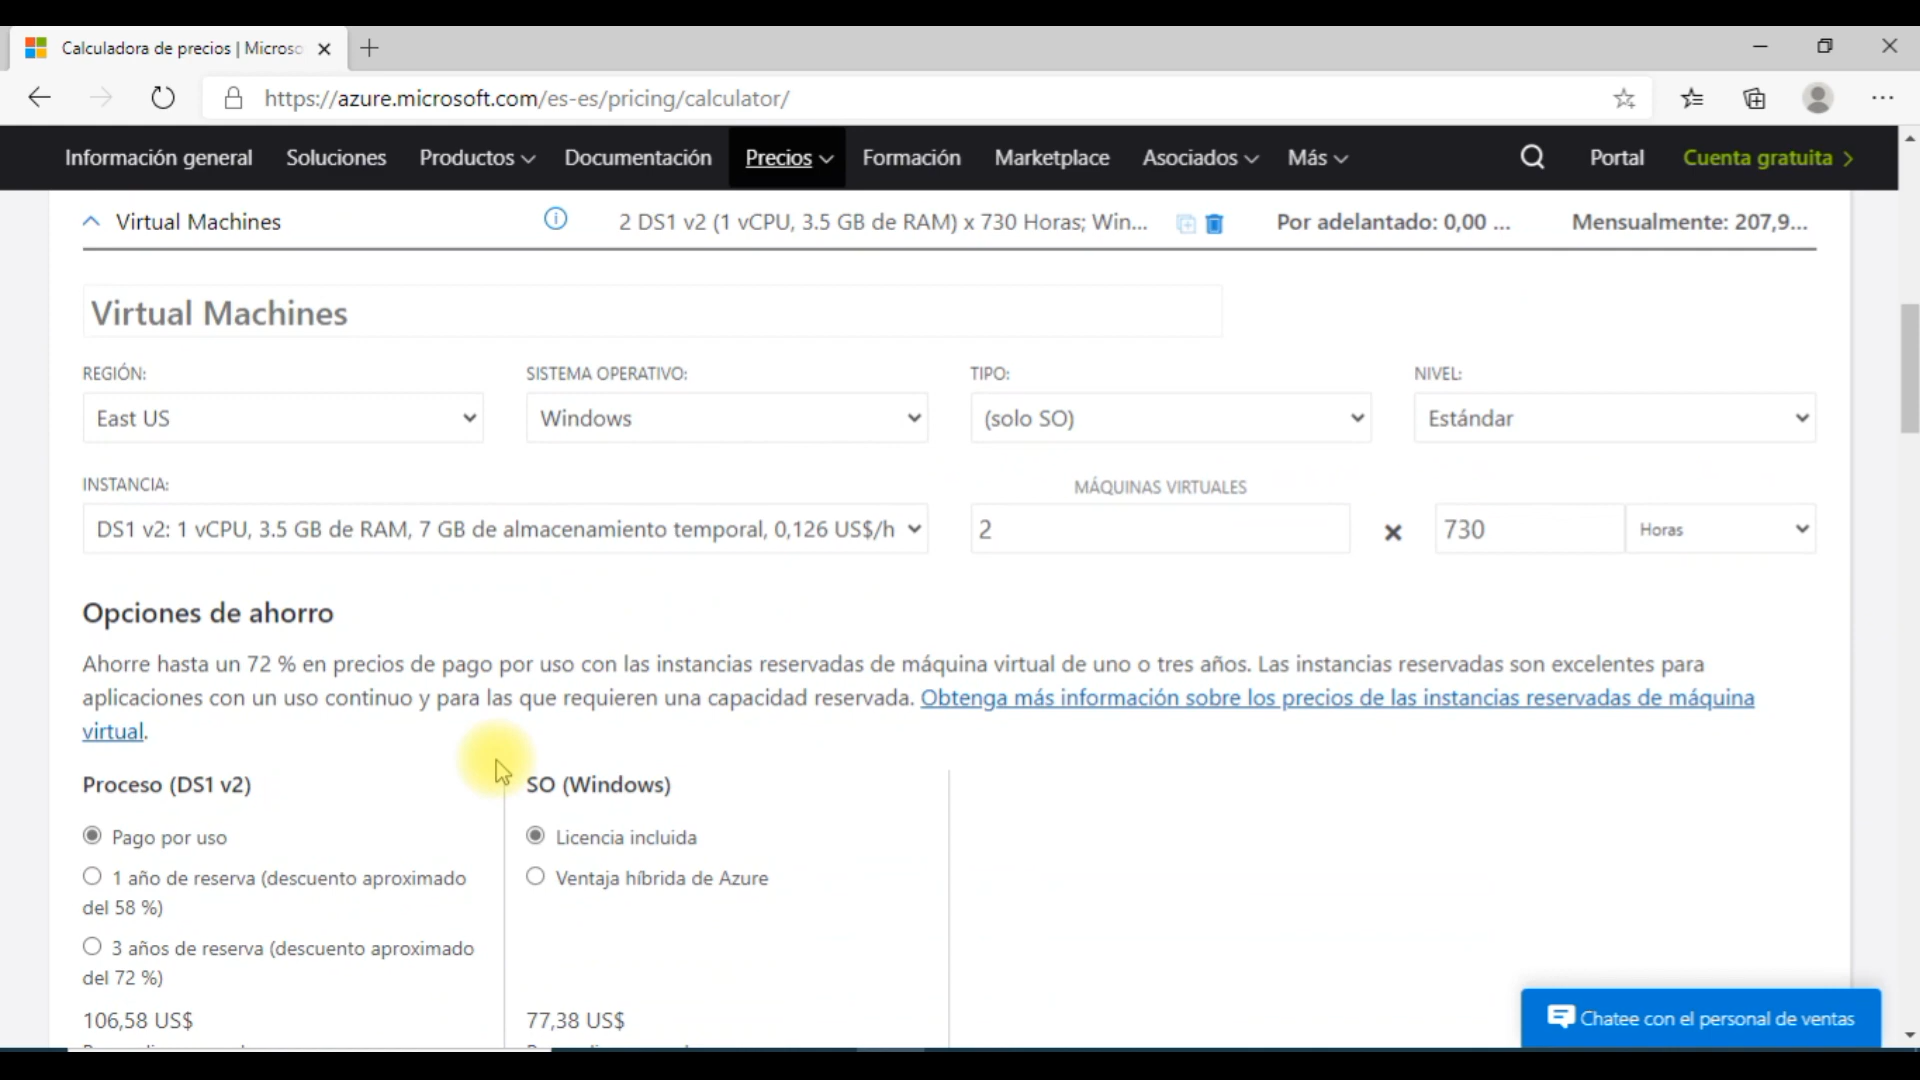 Calculadora de precios | Microso
https://azure.microsoft.com/es-es/pricing/calculator/
Información general Soluciones Productos Documentación Precios Formación Marketplace Asociados Más Portal Cuenta gratuita
Virtual Machines 2 DS1 v2 (1 vCPU, 3.5 GB de RAM) x 730 Horas; Win... Por adelantado: 0,00 ... Mensualmente: 207,9...
Virtual Machines
REGIÓN: SISTEMA OPERATIVO: TIPO: NIVEL:
East US Windows (solo SO) Estándar
INSTANCIA: MÁQUINAS VIRTUALES
DS1 v2: 1 vCPU, 3.5 GB de RAM, 7 GB de almacenamiento temporal, 0,126 US$/h 2 × 730 Horas
Opciones de ahorro
Ahorre hasta un 72 % en precios de pago por uso con las instancias reservadas de máquina virtual de uno o tres años. Las instancias reservadas son excelentes para
aplicaciones con un uso continuo y para las que requieren una capacidad reservada. Obtenga más información sobre los precios de las instancias reservadas de máquina
virtual.
Proceso (DS1 v2) SO (Windows)
Pago por uso Licencia incluida
1 año de reserva (descuento aproximado Ventaja híbrida de Azure
del 58 %)
3 años de reserva (descuento aproximado
del 72 %)
106,58 US$ 77,38 US$
Chatee con el personal de ventas